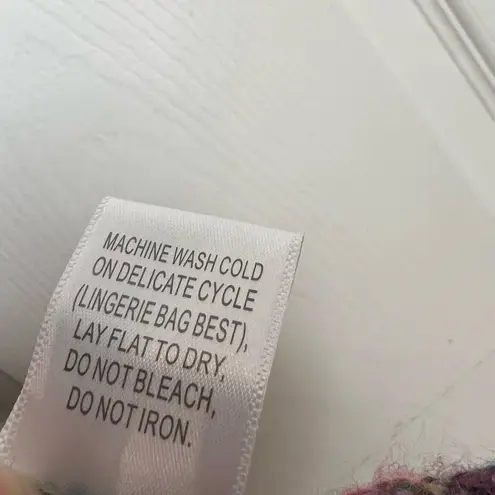 MACHINE WASH COLD
ON DELICATE CYCLE
(LINGERIE BAG BEST),
LAY FLAT TO DRY,
DO NOT BLEACH,
DO NOT IRON.